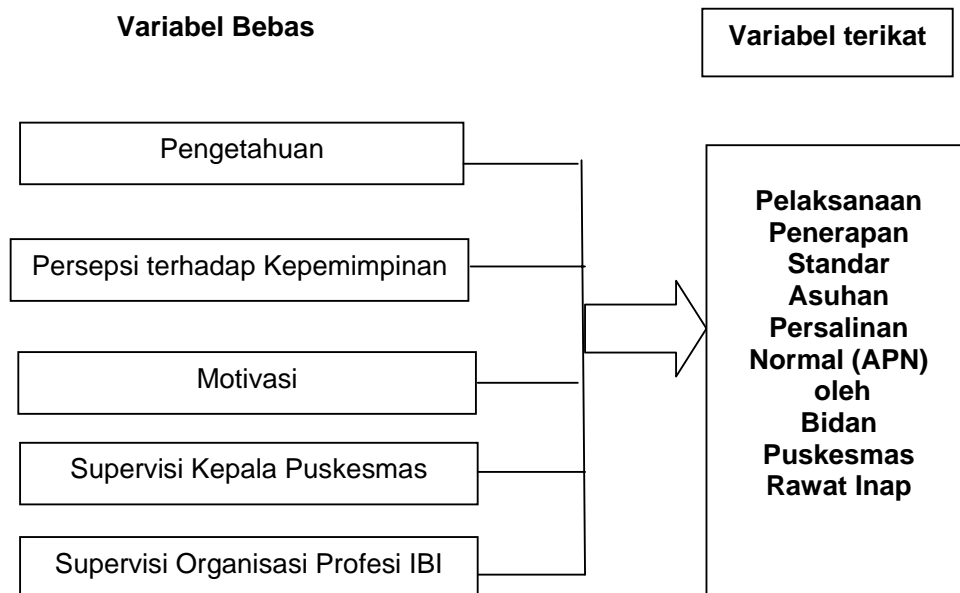 Variabel Bebas
Variabel terikat
Pengetahuan
Persepsi terhadap Kepemimpinan
Motivasi
Supervisi Kepala Puskesmas
Supervisi Organisasi Profesi IBI
Pelaksanaan
Penerapan
Standar
Asuhan
Persalinan
Normal (APN)
oleh
Bidan
Puskesmas
Rawat Inap